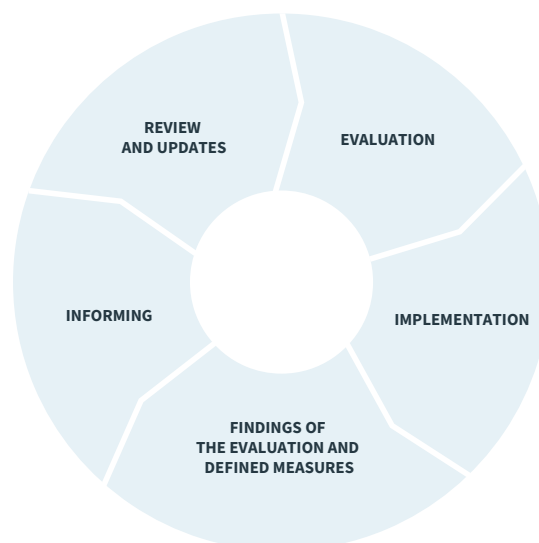 REVIEW
AND UPDATES
EVALUATION
INFORMING
IMPLEMENTATION
FINDINGS OF
THE EVALUATION AND
DEFINED MEASURES